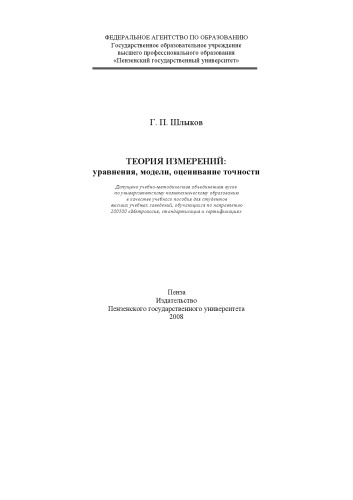 ФЕДЕРАЛЬНОЕ АГЕНТСТВО ПО ОБРАЗОВАНИЮ
Государственное образовательное учреждение
высшего профессионального образования
«Пензенский государственный университет»
Г. П. Шлыков
ТЕОРИЯ ИЗМЕРЕНИЙ:
уравнения, модели, оценивание точности
Допущено учебно-методическим объединением вузов
по университетскому политехническому образованию
в качестве учебного пособия для студентов
высших учебных заведений, обучающихся по направлению
200500 «Метрология, стандартизация и сертификация»
Пенза
Издательство
Пензенского государственного университета
2008